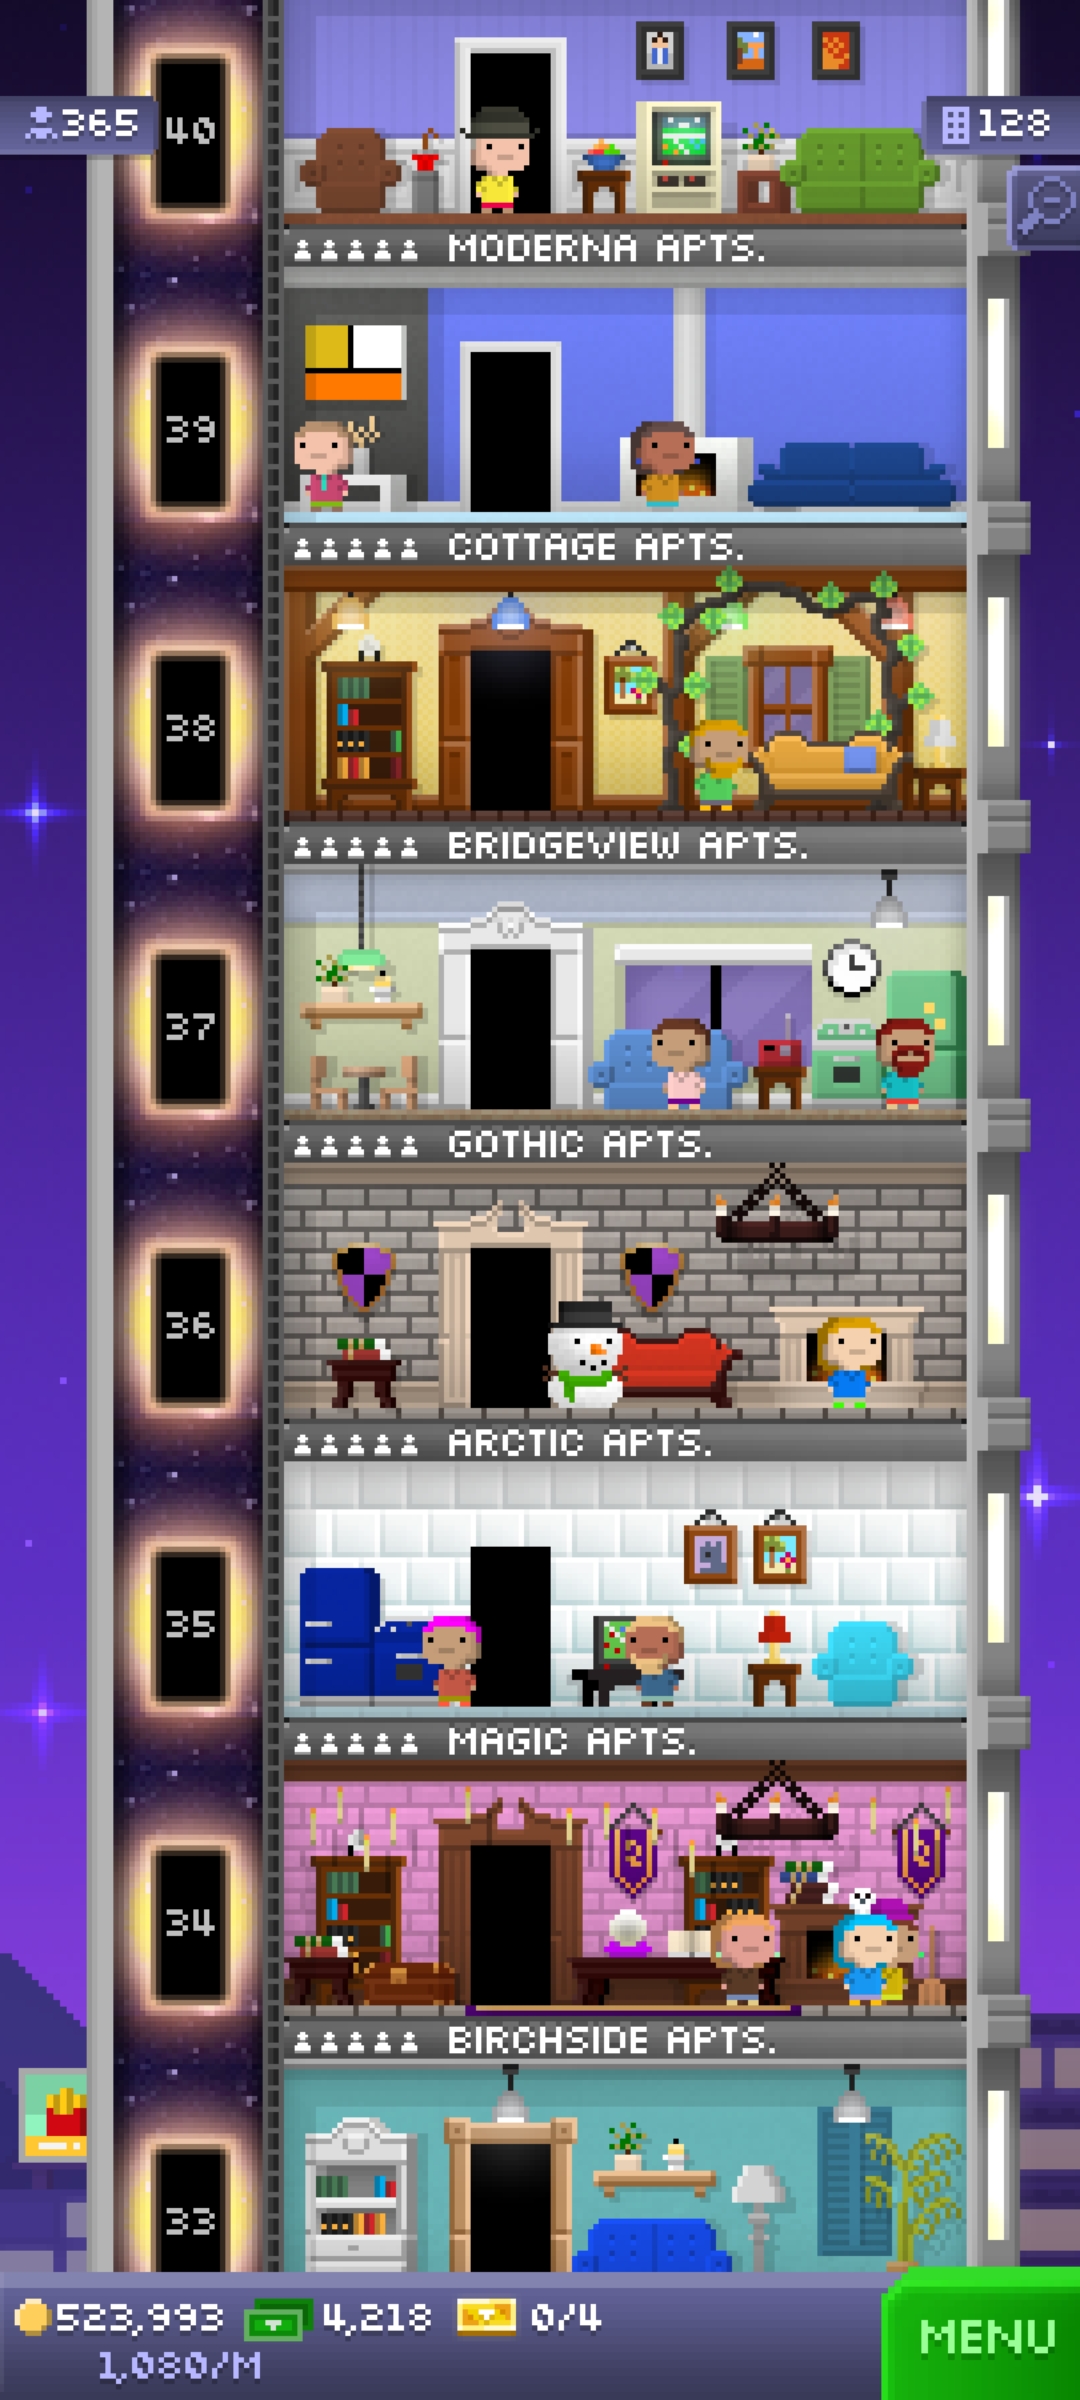 365
40
128
MODERNA APTS.
39
COTTAGE APTS.
38
BRIDGEVIEW APTS.
37
GOTHIC APTS.
36
ARCTIC APTS.
35
MAGIC APTS.
34
BIRCHSIDE APTS.
33
523,993 4,218 0/4
1,080/M
MENU